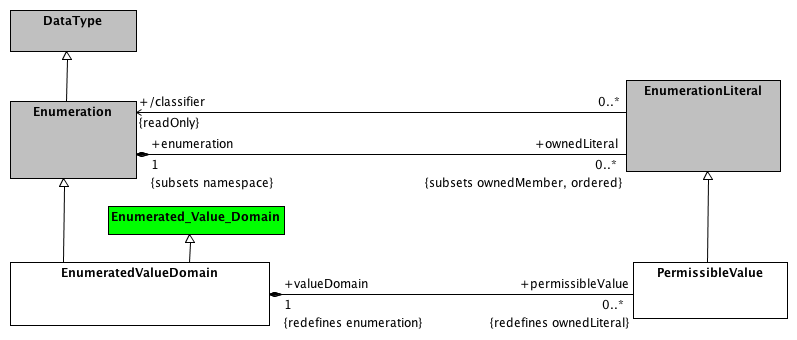 DataType
Enumeration
EnumerationLiteral
+/classifier
0..*
{readOnly}
+enumeration
+ownedLiteral
1
0..*
{subsets namespace}
{subsets ownedMember, ordered}
Enumerated_Value_Domain
EnumeratedValueDomain
PermissibleValue
+valueDomain
+permissibleValue
1
0..*
{redefines enumeration}
{redefines ownedLiteral}